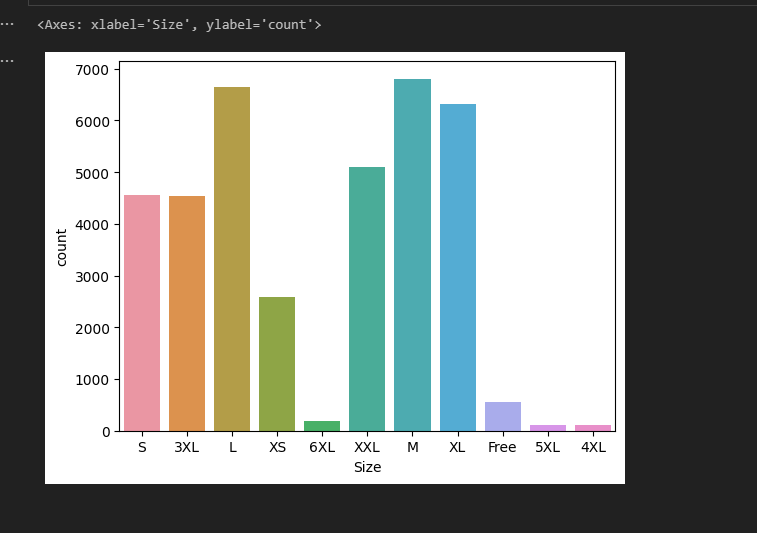 ...
<Axes: xlabel='Size', ylabel='count'>
...
7000
6000
5000
4000
3000
2000
1000
0
count
S 3XL L XS 6XL XXL M XL Free 5XL 4XL
Size